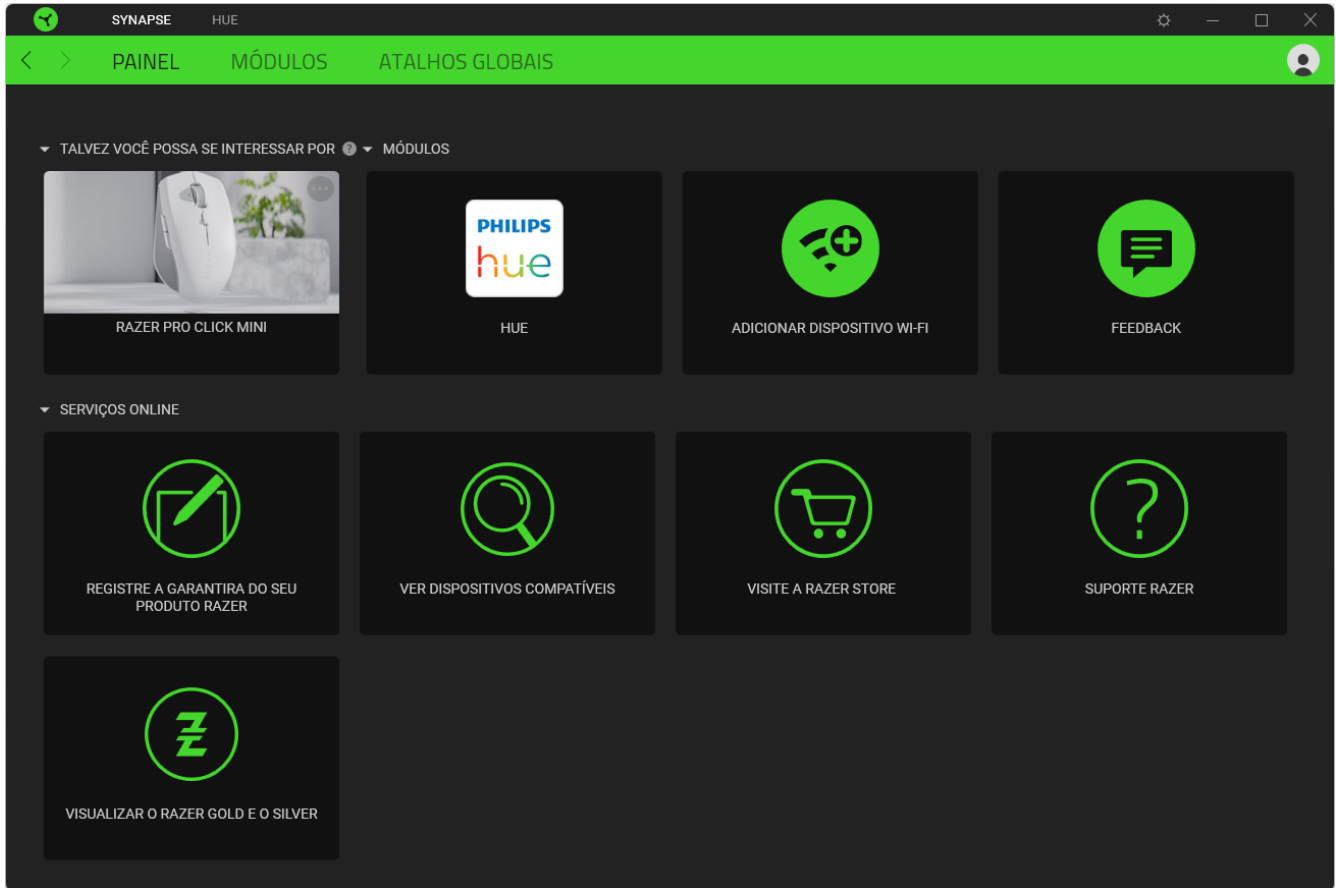 SYNAPSE HUE
PAINEL MÓDULOS ATALHOS GLOBAIS
TALVEZ VOCÊ POSSA SE INTERESSAR POR ? MÓDULOS
PHILIPS
hue
RAZER PRO CLICK MINI
HUE
ADICIONAR DISPOSITIVO WI-FI
FEEDBACK
SERVIÇOS ONLINE
REGISTRE A GARANTIRA DO SEU
PRODUTO RAZER
VER DISPOSITIVOS COMPATÍVEIS
VISITE A RAZER STORE
SUPORTE RAZER
VISUALIZAR O RAZER GOLD E O SILVER